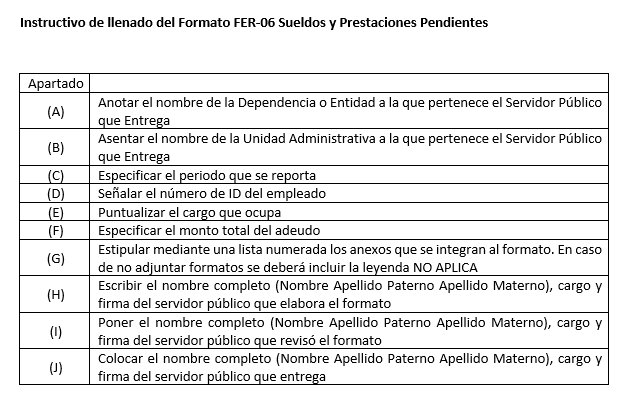 Instructivo de llenado del Formato FER-06 Sueldos y Prestaciones Pendientes
Apartado
(A) Anotar el nombre de la Dependencia o Entidad a la que pertenece el Servidor Público
que Entrega
(B) Asentar el nombre de la Unidad Administrativa a la que pertenece el Servidor Público
que Entrega
(C) Especificar el periodo que se reporta
(D) Señalar el número de ID del empleado
(E) Puntualizar el cargo que ocupa
(F) Especificar el monto total del adeudo
(G) Estipular mediante una lista numerada los anexos que se integran al formato. En caso
de no adjuntar formatos se deberá incluir la leyenda NO APLICA
(H) Escribir el nombre completo (Nombre Apellido Paterno Apellido Materno), cargo y
firma del servidor público que elabora el formato
(I) Poner el nombre completo (Nombre Apellido Paterno Apellido Materno), cargo y
firma del servidor público que revisó el formato
(J) Colocar el nombre completo (Nombre Apellido Paterno Apellido Materno), cargo y
firma del servidor público que entrega